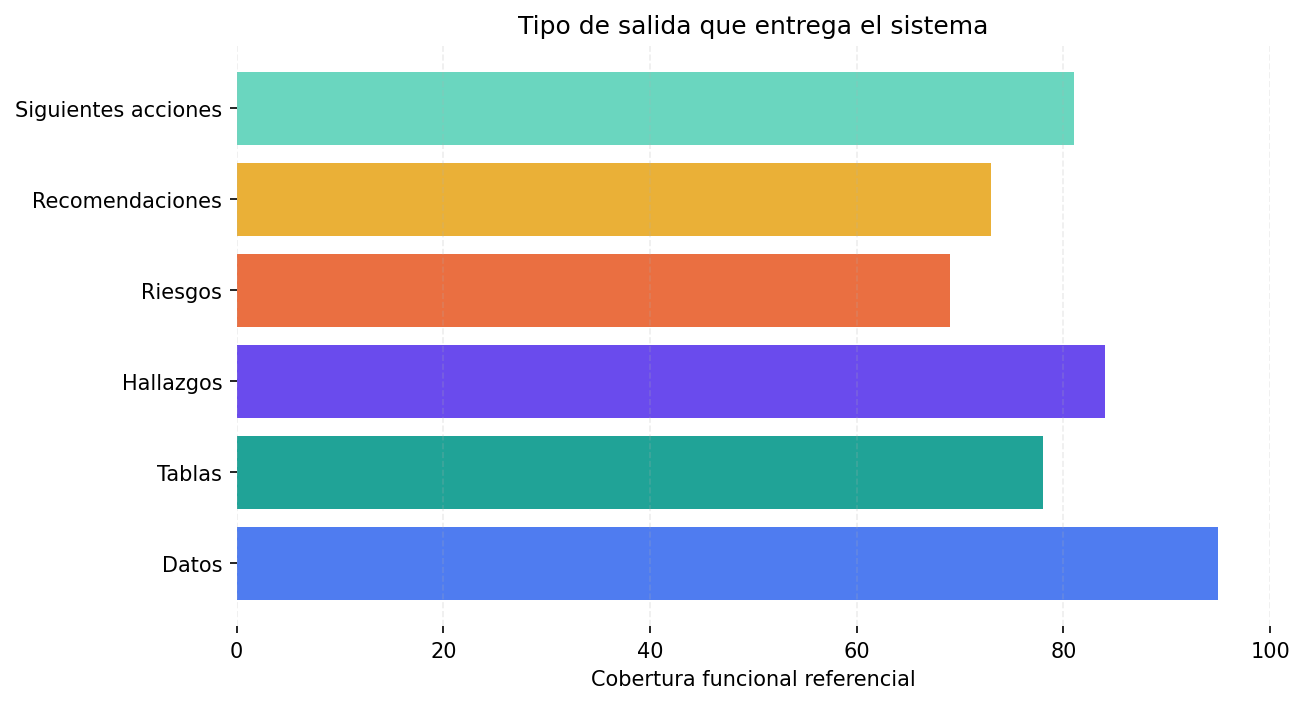 Tipo de salida que entrega el sistema
Siguientes acciones
Recomendaciones
Riesgos
Hallazgos
Tablas
Datos
0 20 40 60 80 100
Cobertura funcional referencial